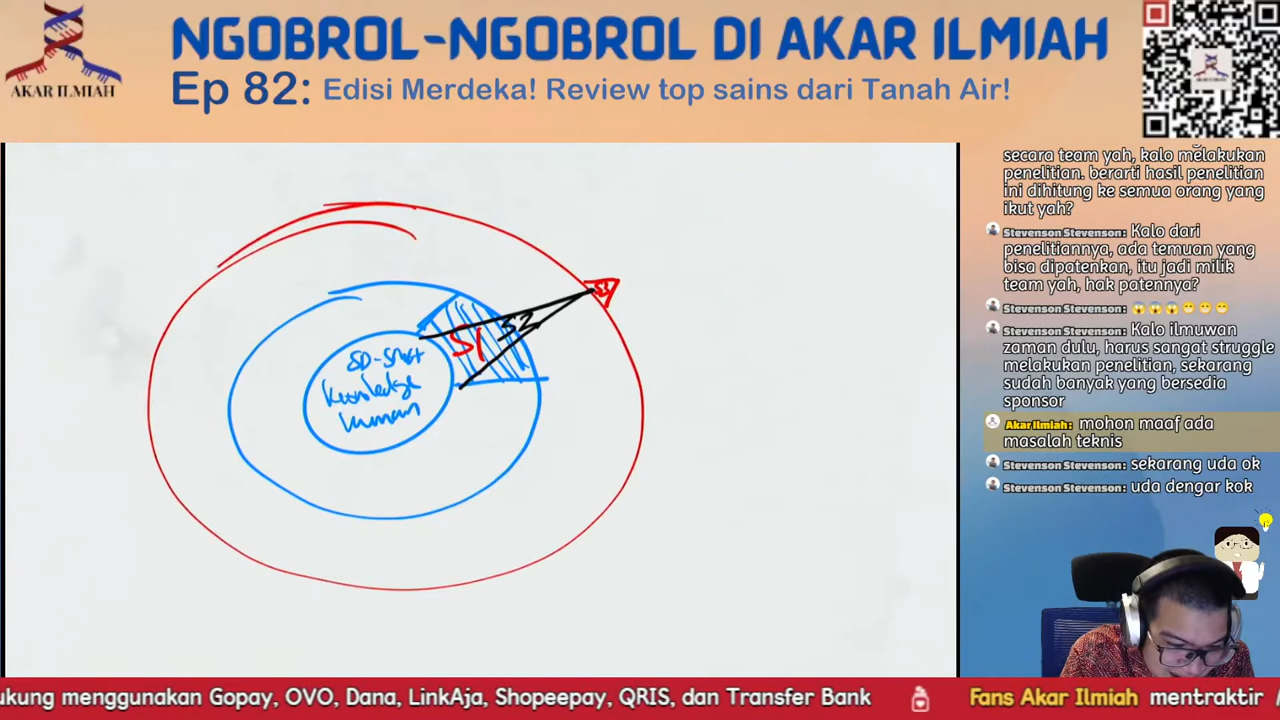 AKAR ILMIAH
NGOBROL-NGOBROL DI AKAR ILMIAH
Ep 82: Edisi Merdeka! Review top sains dari Tanah Air!
SD-SMA
knowledge
human
S1
S2
S3
secara team yah, kalo melakukan
penelitian. berarti hasil penelitian
ini dihitung ke semua orang yang
ikut yah?
Stevenson Stevenson: Kalo dari
penelitiannya, ada temuan yang
bisa dipatenkan, itu jadi milik
team yah, hak patennya?
Stevenson Stevenson: 😱😱😱😁😁😁
Stevenson Stevenson: Kalo ilmuwan
zaman dulu, harus sangat struggle
melakukan penelitian, sekarang
sudah banyak yang bersedia
sponsor
Akar Ilmiah: mohon maaf ada
masalah teknis
Stevenson Stevenson: sekarang uda ok
Stevenson Stevenson: uda dengar kok
ukung menggunakan Gopay, OVO, Dana, LinkAja, Shopeepay, QRIS, dan Transfer Bank Fans Akar Ilmiah mentraktir